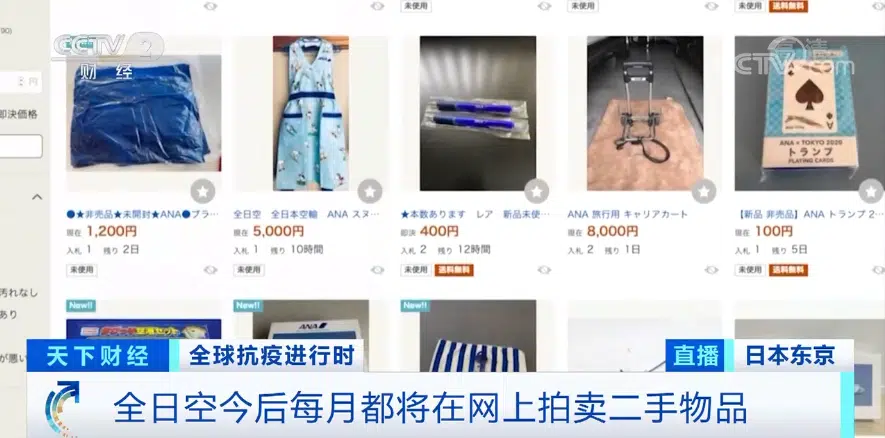 未使用
未使用
未使用 送料無料
90)
CCTV 2
财经
CTV.com
円
即決価格
ANA × TOKYO 2020
トランプ
PLAYING CARDS
●★非売品★未開封★ANA●プラ…
全日空 全日本空輸 ANA スヌ…
★本数あります レア 新品未使…
ANA 旅行用 キャリアカート
【新品 非売品】ANA トランプ 2…
現在 1,200円
現在 5,000円
即決 400円
現在 8,000円
現在 100円
入札 1 残り 2日
入札 1 残り 10時間
入札 2 残り 12時間
入札 2 残り 1日
入札 1 残り 5日
未使用
未使用
未使用 送料無料
未使用 送料無料
汚れなし
あり
が悪い
New!!
New!!
New!!
ANA
天下财经 全球抗疫进行时
直播 日本东京
全日空今后每月都将在网上拍卖二手物品